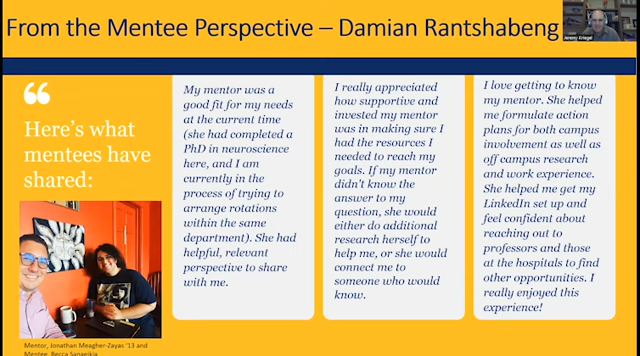 From the Mentee Perspective – Damian Rantshabeng
Jeremy Kriegel
Here's what
mentees have
shared:
My mentor was a
good fit for my needs
at the current time
(she had completed a
PhD in neuroscience
here, and I am
currently in the
process of trying to
arrange rotations
within the same
department). She had
helpful, relevant
perspective to share
with me.
I really appreciated
how supportive and
invested my mentor
was in making sure I
had the resources I
needed to reach my
goals. If my mentor
didn't know the
answer to my
question, she would
either do additional
research herself to
help me, or she would
connect me to
someone who would
know.
I love getting to know
my mentor. She helped
me formulate action
plans for both campus
involvement as well as
off campus research
and work experience.
She helped me get my
LinkedIn set up and
feel confident about
reaching out to
professors and those
at the hospitals to find
other opportunities. I
really enjoyed this
experience!
Mentor, Jonathan Meagher-Zayas '13 and
Mentee, Becca